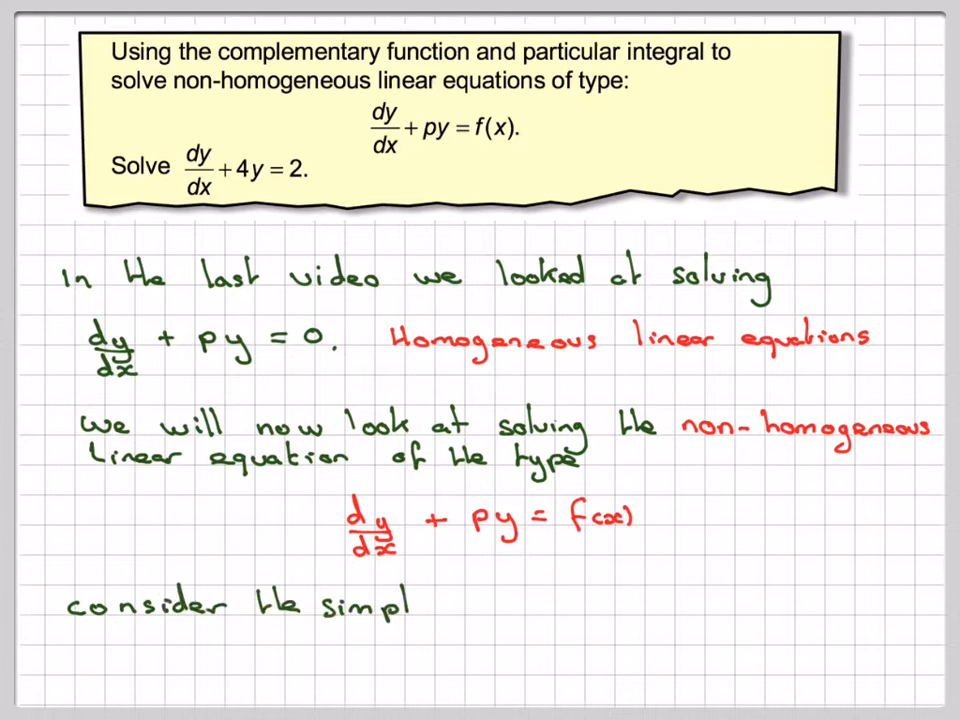 Using the complementary function and particular integral to
solve non-homogeneous linear equations of type:
dy/dx + py = f(x).
Solve dy/dx + 4y = 2.
In the last video we looked at solving
dy/dx + py = 0. Homogeneous linear equations
we will now look at solving the non-homogeneous
linear equation of the type
dy/dx + py = f(x)
consider the simpl